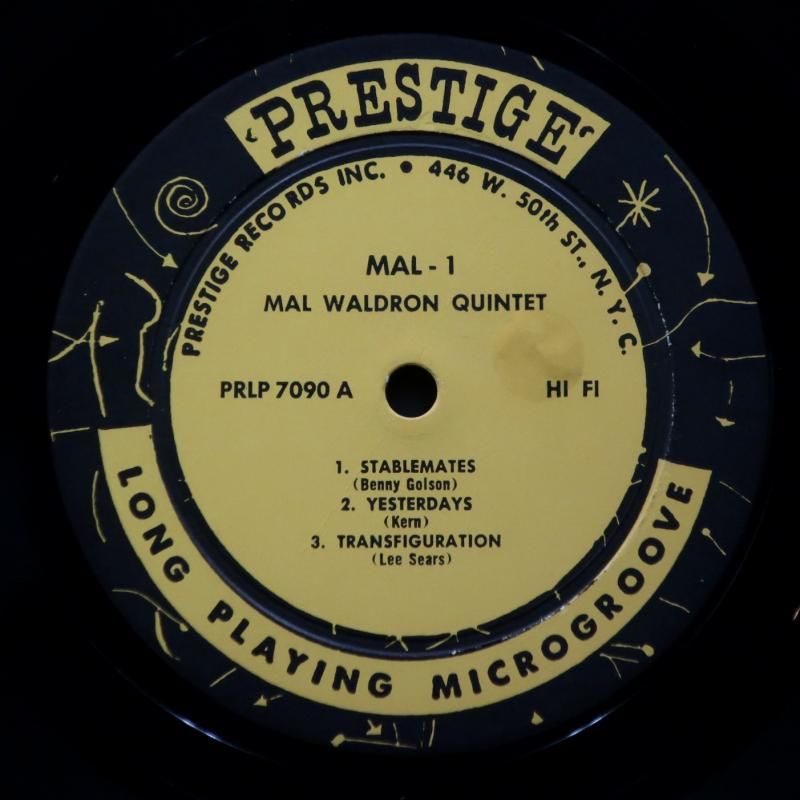 PRESTIGE
PRESTIGE RECORDS INC. • 446 W. 50th ST., N. Y. C.
MAL - 1
MAL WALDRON QUINTET
PRLP 7090 A
HI FI
1. STABLEMATES
(Benny Golson)
2. YESTERDAYS
(Kern)
3. TRANSFIGURATION
(Lee Sears)
LONG PLAYING MICROGROOVE